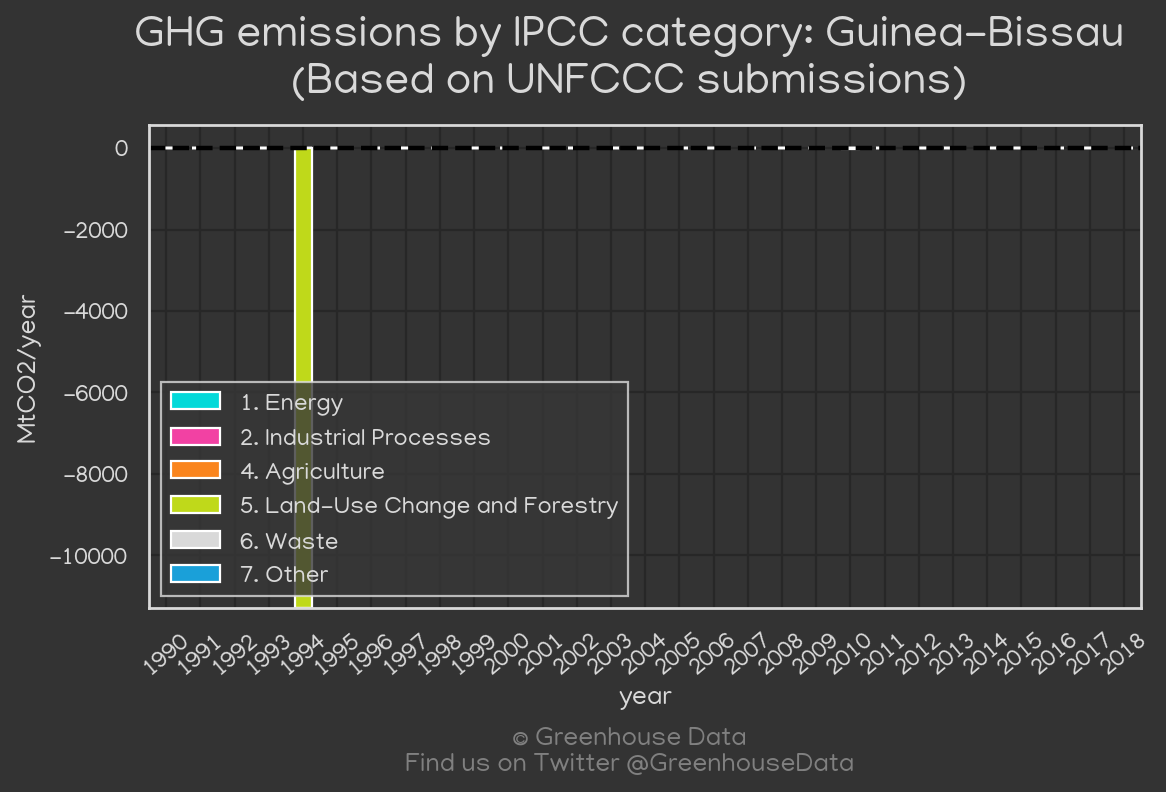 GHG emissions by IPCC category: Guinea-Bissau
(Based on UNFCCC submissions)
MtCO2/year
0
-2000
-4000
-6000
-8000
-10000
1. Energy
2. Industrial Processes
4. Agriculture
5. Land-Use Change and Forestry
6. Waste
7. Other
1990 1991 1992 1993 1994 1995 1996 1997 1998 1999 2000 2001 2002 2003 2004 2005 2006 2007 2008 2009 2010 2011 2012 2013 2014 2015 2016 2017 2018
year
© Greenhouse Data
Find us on Twitter @GreenhouseData